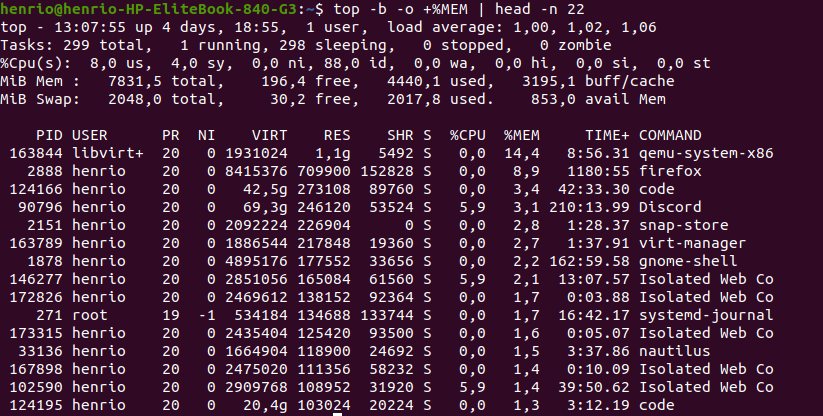 henrio@henrio-HP-EliteBook-840-G3:~$ top -b -o +%MEM | head -n 22
top - 13:07:55 up 4 days, 18:55,  1 user,  load average: 1,00, 1,02, 1,06
Tasks: 299 total,   1 running, 298 sleeping,   0 stopped,   0 zombie
%Cpu(s):  8,0 us,  4,0 sy,  0,0 ni, 88,0 id,  0,0 wa,  0,0 hi,  0,0 si,  0,0 st
MiB Mem :   7831,5 total,    196,4 free,   4440,1 used,   3195,1 buff/cache
MiB Swap:   2048,0 total,     30,2 free,   2017,8 used.    853,0 avail Mem
PID USER      PR  NI    VIRT    RES    SHR S  %CPU  %MEM     TIME+ COMMAND
163844 libvirt+  20   0 1931024   1,1g   5492 S   0,0  14,4   8:56.31 qemu-system-x86
2888 henrio    20   0 8415376 709900 152828 S   0,0   8,9   1180:55 firefox
124166 henrio    20   0   42,5g 273108  89760 S   0,0   3,4  42:33.30 code
90796 henrio    20   0   69,3g 246120  53524 S   5,9   3,1 210:13.99 Discord
2151 henrio    20   0 2092224 226904      0 S   0,0   2,8   1:28.37 snap-store
163789 henrio    20   0 1886544 217848  19360 S   0,0   2,7   1:37.91 virt-manager
1878 henrio    20   0 4895176 177552  33656 S   0,0   2,2 162:59.58 gnome-shell
146277 henrio    20   0 2851056 165084  61560 S   5,9   2,1  13:07.57 Isolated Web Co
172826 henrio    20   0 2469612 138152  92364 S   0,0   1,7   0:03.88 Isolated Web Co
271 root      19  -1  534184 134688 133744 S   0,0   1,7  16:42.17 systemd-journal
173315 henrio    20   0 2435404 125420  93500 S   0,0   1,6   0:05.07 Isolated Web Co
33136 henrio    20   0 1664904 118900  24692 S   0,0   1,5   3:37.86 nautilus
167898 henrio    20   0 2475020 111356  58232 S   0,0   1,4   0:10.09 Isolated Web Co
102590 henrio    20   0 2909768 108952  31920 S   5,9   1,4  39:50.62 Isolated Web Co
124195 henrio    20   0   20,4g 103024  20224 S   0,0   1,3   3:12.19 code